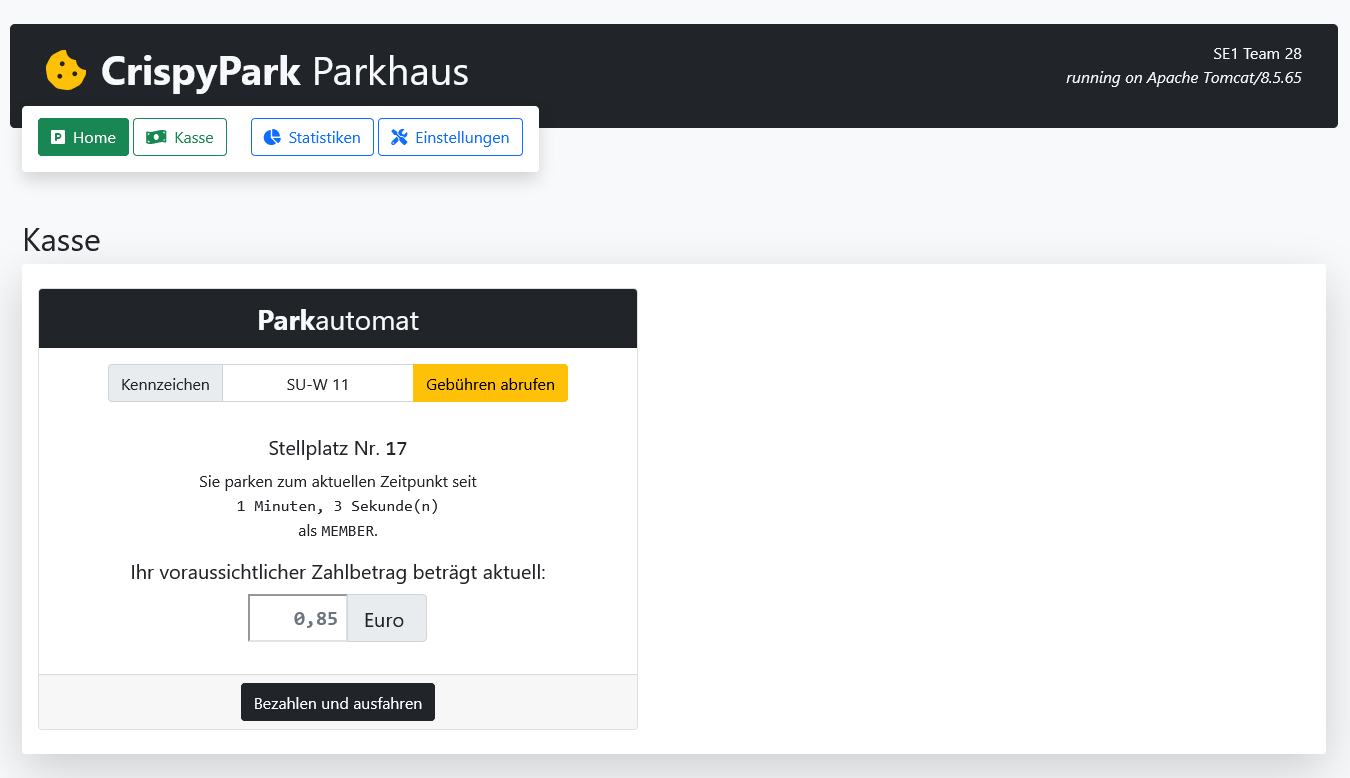 CrispyPark Parkhaus
SE1 Team 28
running on Apache Tomcat/8.5.65
Home Kasse Statistiken Einstellungen
Kasse
Parkautomat
Kennzeichen SU-W 11 Gebühren abrufen
Stellplatz Nr. 17
Sie parken zum aktuellen Zeitpunkt seit
1 Minuten, 3 Sekunde(n)
als MEMBER.
Ihr voraussichtlicher Zahlbetrag beträgt aktuell:
0,85 Euro
Bezahlen und ausfahren